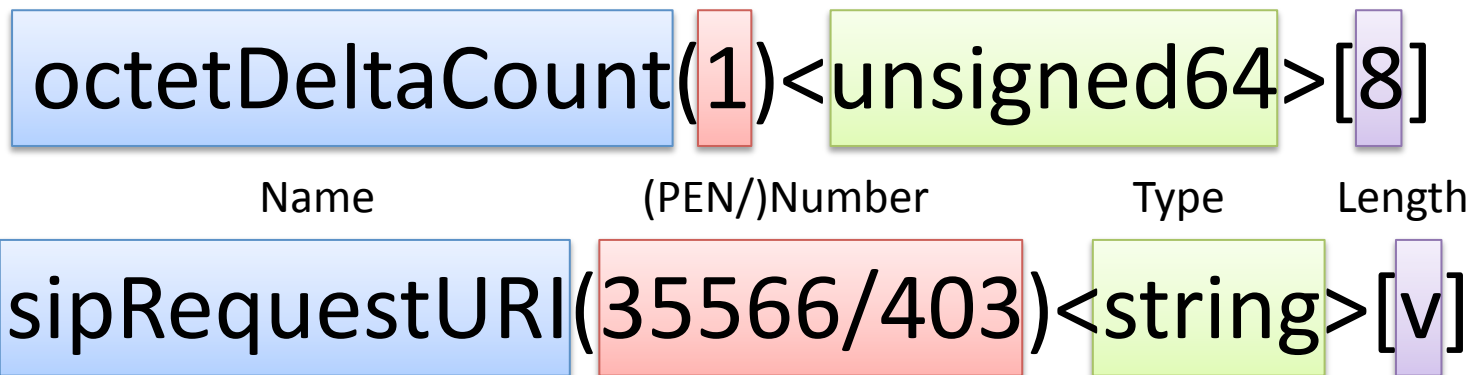 octetDeltaCount(1)<unsigned64>[8]
Name (PEN/)Number Type Length
sipRequestURI(35566/403)<string>[v]